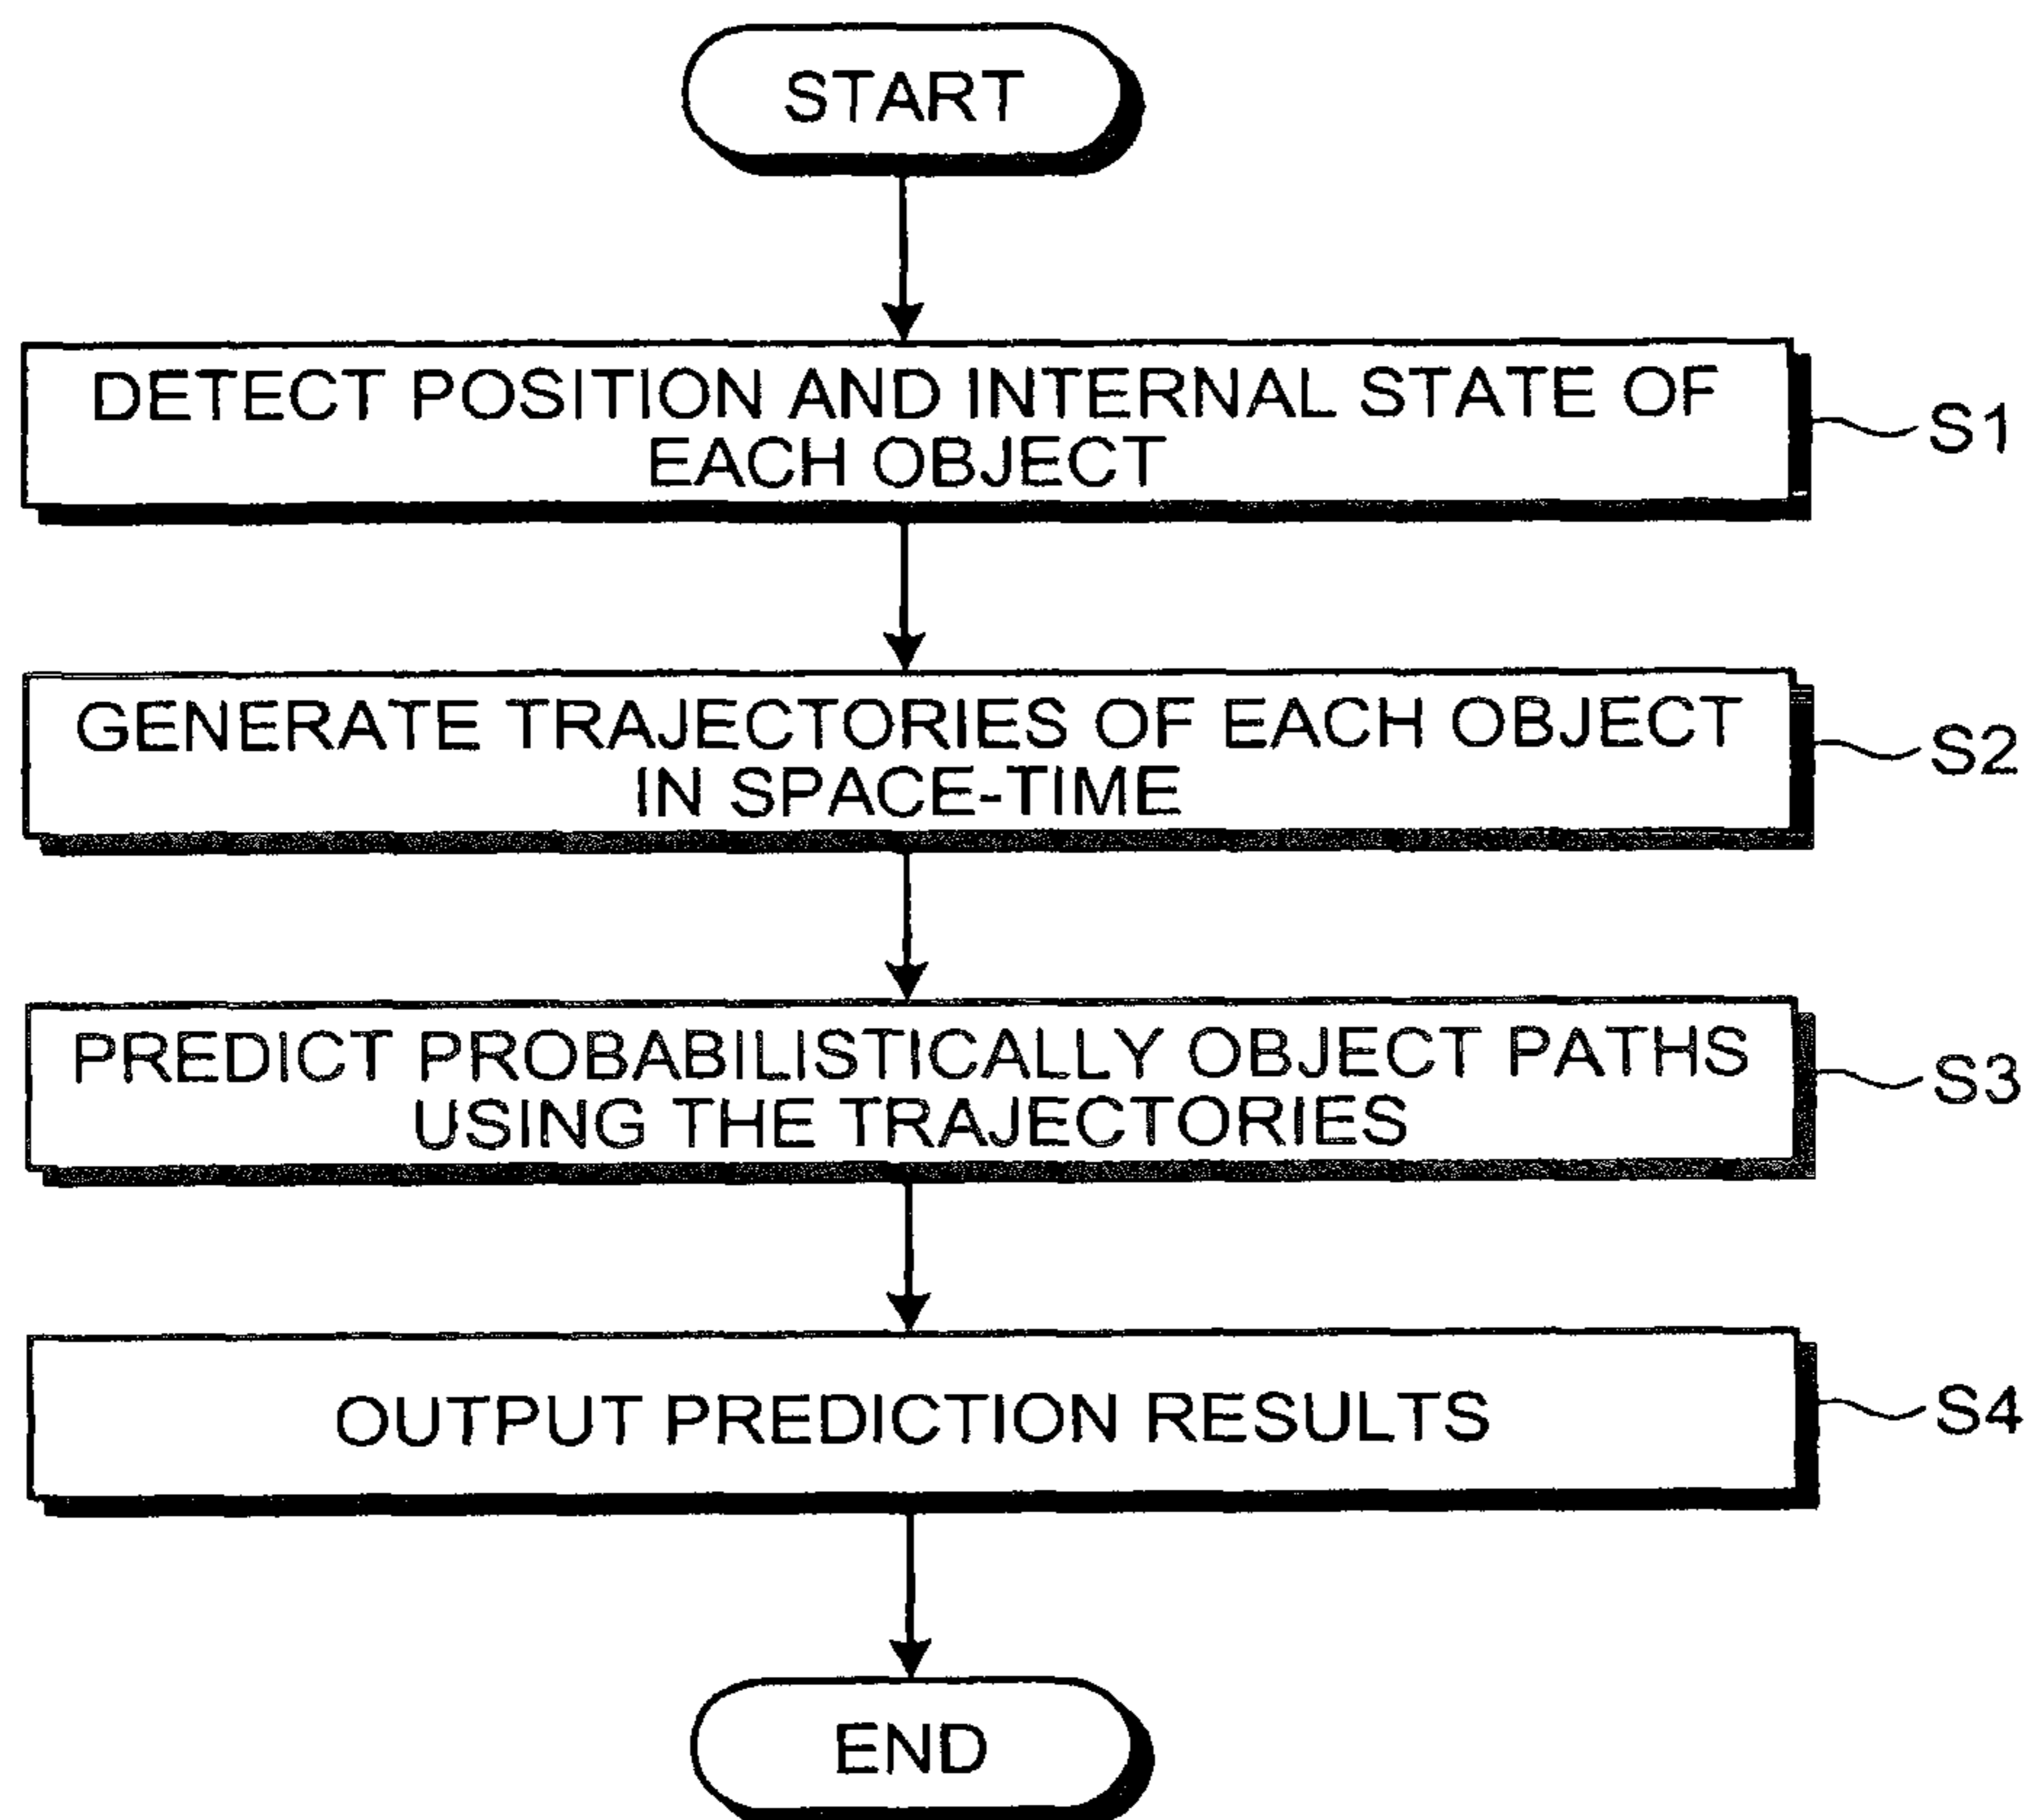 START
DETECT POSITION AND INTERNAL STATE OF
EACH OBJECT
S1
GENERATE TRAJECTORIES OF EACH OBJECT
IN SPACE-TIME
S2
PREDICT PROBABILISTICALLY OBJECT PATHS
USING THE TRAJECTORIES
S3
OUTPUT PREDICTION RESULTS
S4
END